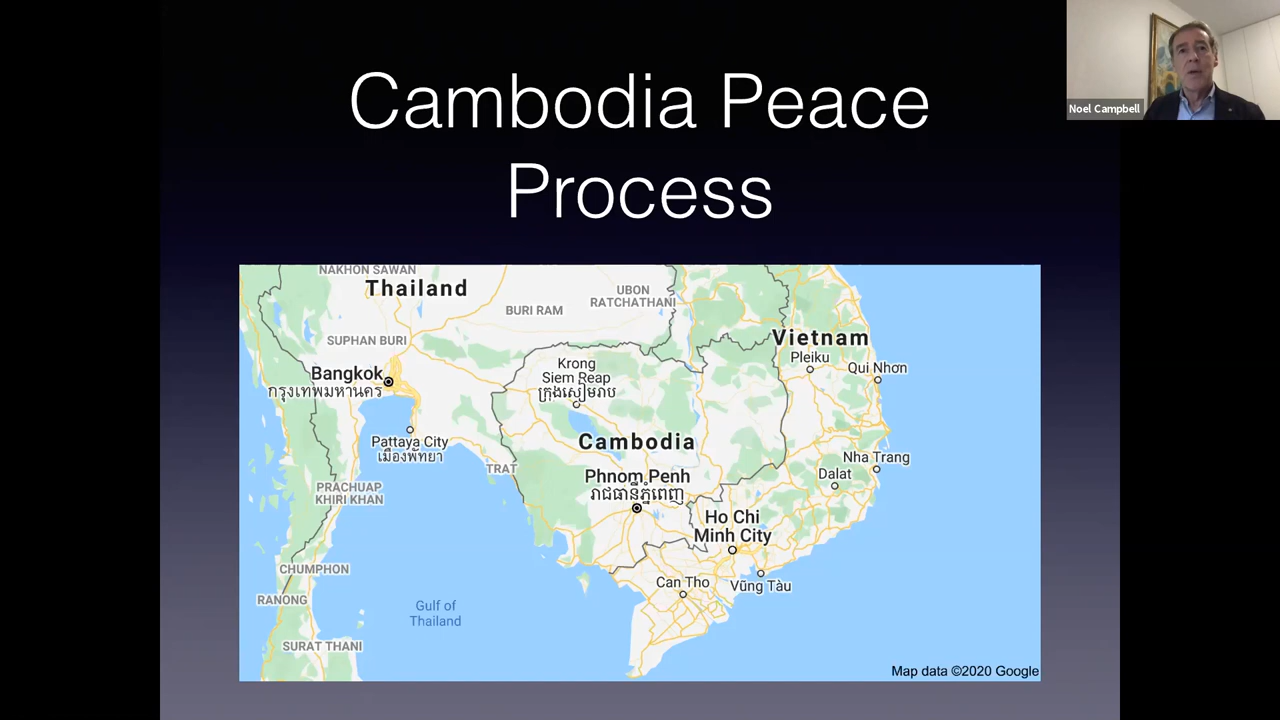 Cambodia Peace
Process
Noel Campbell
NAKHON SAWAN
Thailand
UBON
RATCHATHANI
BURI RAM
SUPHAN BURI
Vietnam
Pleiku
Qui Nhơn
Krong
Siem Reap
ក្រុងសៀមរាប
Bangkok
กรุงเทพมหานคร
Pattaya City
เมืองพัทยา
Cambodia
TRAT
Nha Trang
Dalat
Phnom Penh
រាជធានីភ្នំពេញ
PRACHUAP
KHIRI KHAN
Ho Chi
Minh City
CHUMPHON
Can Tho
Vũng Tàu
RANONG
Gulf of
Thailand
SURAT THANI
Map data ©2020 Google